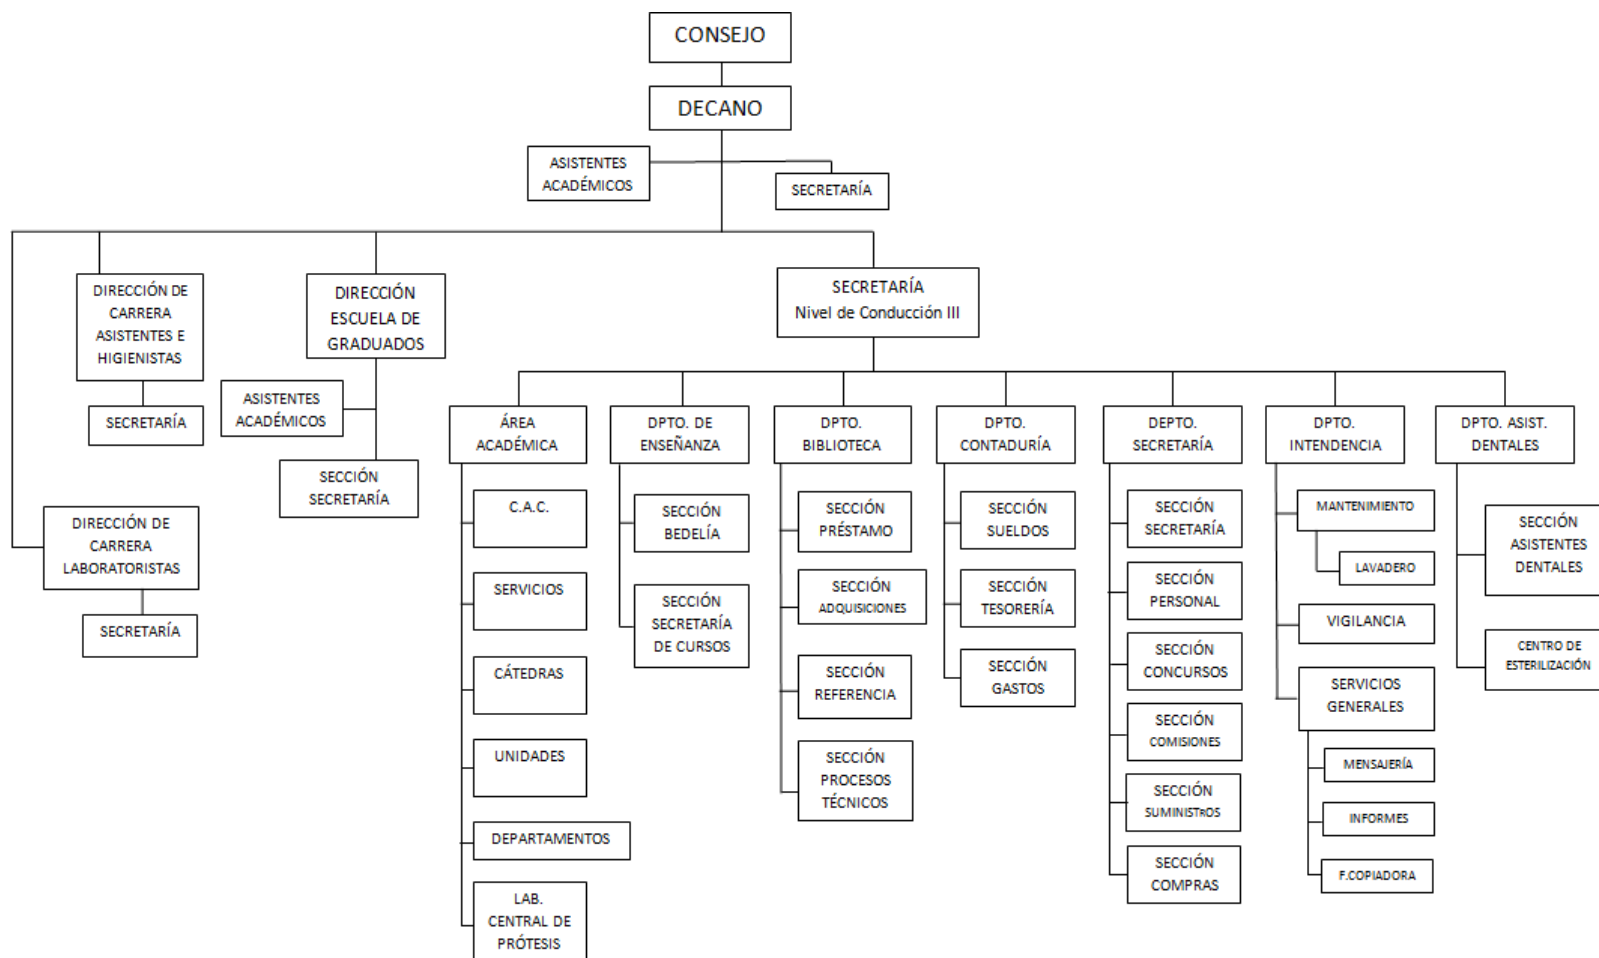 CONSEJO
DECANO
ASISTENTES
ACADÉMICOS
SECRETARÍA
DIRECCIÓN DE
CARRERA
ASISTENTES E
HIGIENISTAS
SECRETARÍA
DIRECCIÓN
ESCUELA DE
GRADUADOS
ASISTENTES
ACADÉMICOS
SECCIÓN
SECRETARÍA
DIRECCIÓN DE
CARRERA
LABORATORISTAS
SECRETARÍA
SECRETARÍA
Nivel de Conducción III
ÁREA
ACADÉMICA
C.A.C.
SERVICIOS
CÁTEDRAS
UNIDADES
DEPARTAMENTOS
LAB.
CENTRAL DE
PRÓTESIS
DPTO. DE
ENSEÑANZA
SECCIÓN
BEDELÍA
SECCIÓN
SECRETARÍA
DE CURSOS
DPTO.
BIBLIOTECA
SECCIÓN
PRÉSTAMO
SECCIÓN
ADQUISICIONES
SECCIÓN
REFERENCIA
SECCIÓN
PROCESOS
TÉCNICOS
DPTO.
CONTADURÍA
SECCIÓN
SUELDOS
SECCIÓN
TESORERÍA
SECCIÓN
GASTOS
DEPTO.
SECRETARÍA
SECCIÓN
SECRETARÍA
SECCIÓN
PERSONAL
SECCIÓN
CONCURSOS
SECCIÓN
COMISIONES
SECCIÓN
SUMINISTROS
SECCIÓN
COMPRAS
DPTO.
INTENDENCIA
MANTENIMIENTO
LAVADERO
VIGILANCIA
SERVICIOS
GENERALES
MENSAJERÍA
INFORMES
F.COPIADORA
DPTO. ASIST.
DENTALES
SECCIÓN
ASISTENTES
DENTALES
CENTRO DE
ESTERILIZACIÓN